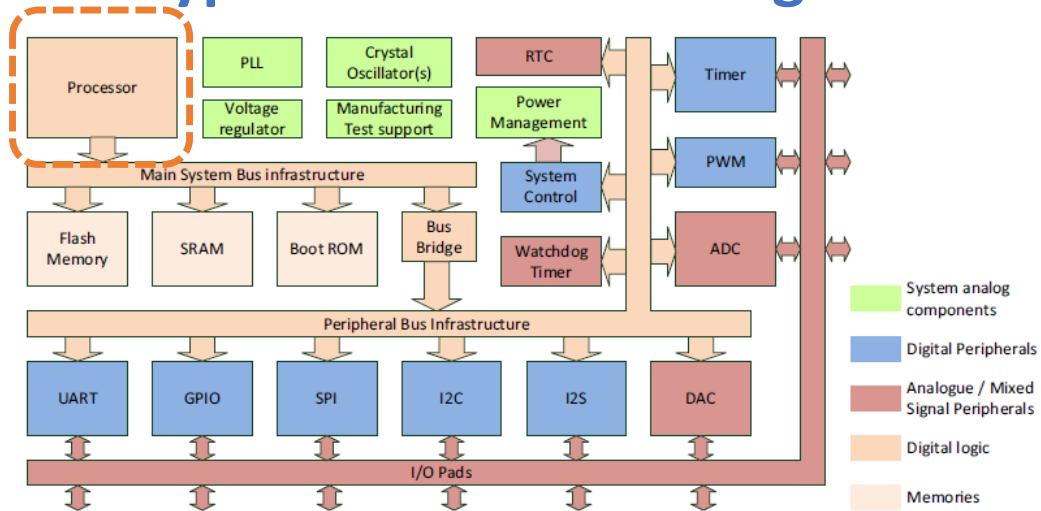 Processor
PLL
Crystal
Oscillator(s)
Voltage
regulator
Manufacturing
Test support
RTC
Power
Management
Timer
Main System Bus infrastructure
System
Control
PWM
Flash
Memory
SRAM
Boot ROM
Bus
Bridge
Watchdog
Timer
ADC
Peripheral Bus Infrastructure
UART
GPIO
SPI
I2C
I2S
DAC
I/O Pads
System analog
components
Digital Peripherals
Analogue / Mixed
Signal Peripherals
Digital logic
Memories